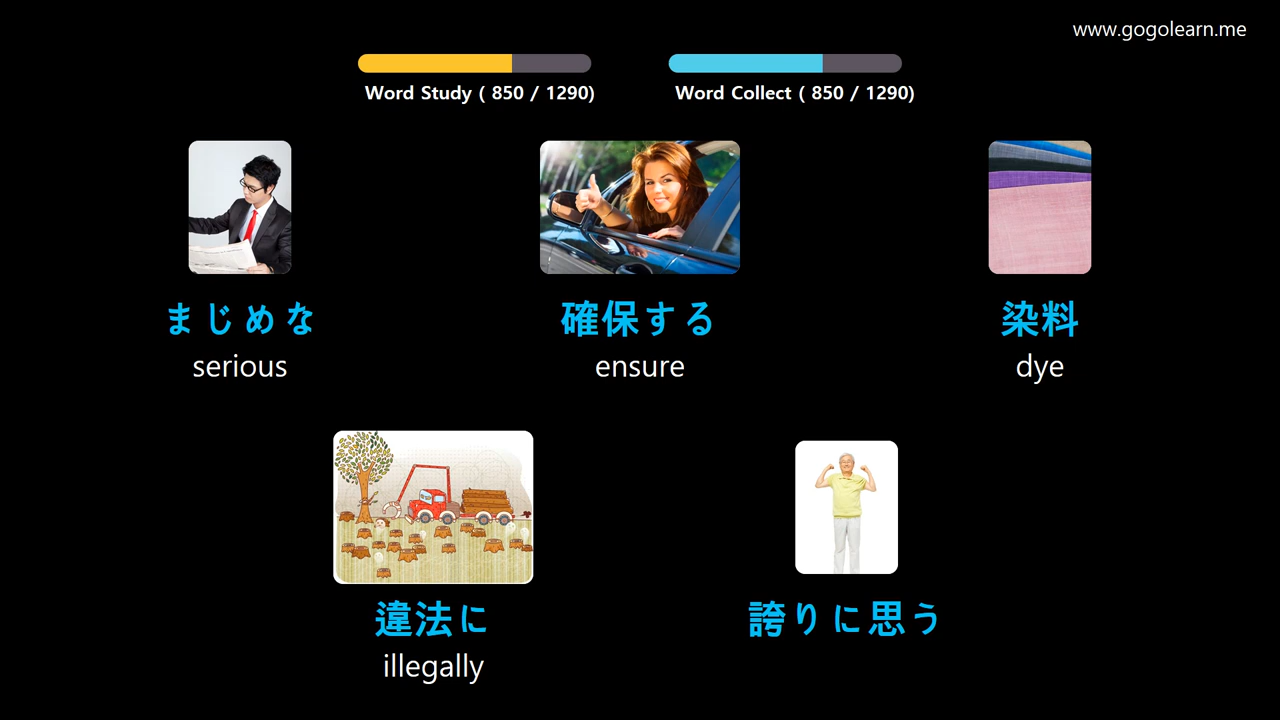 www.gogolearn.me
Word Study ( 850 / 1290)
Word Collect ( 850 / 1290)
まじめな
serious
確保する
ensure
染料
dye
違法に
illegally
誇りに思う